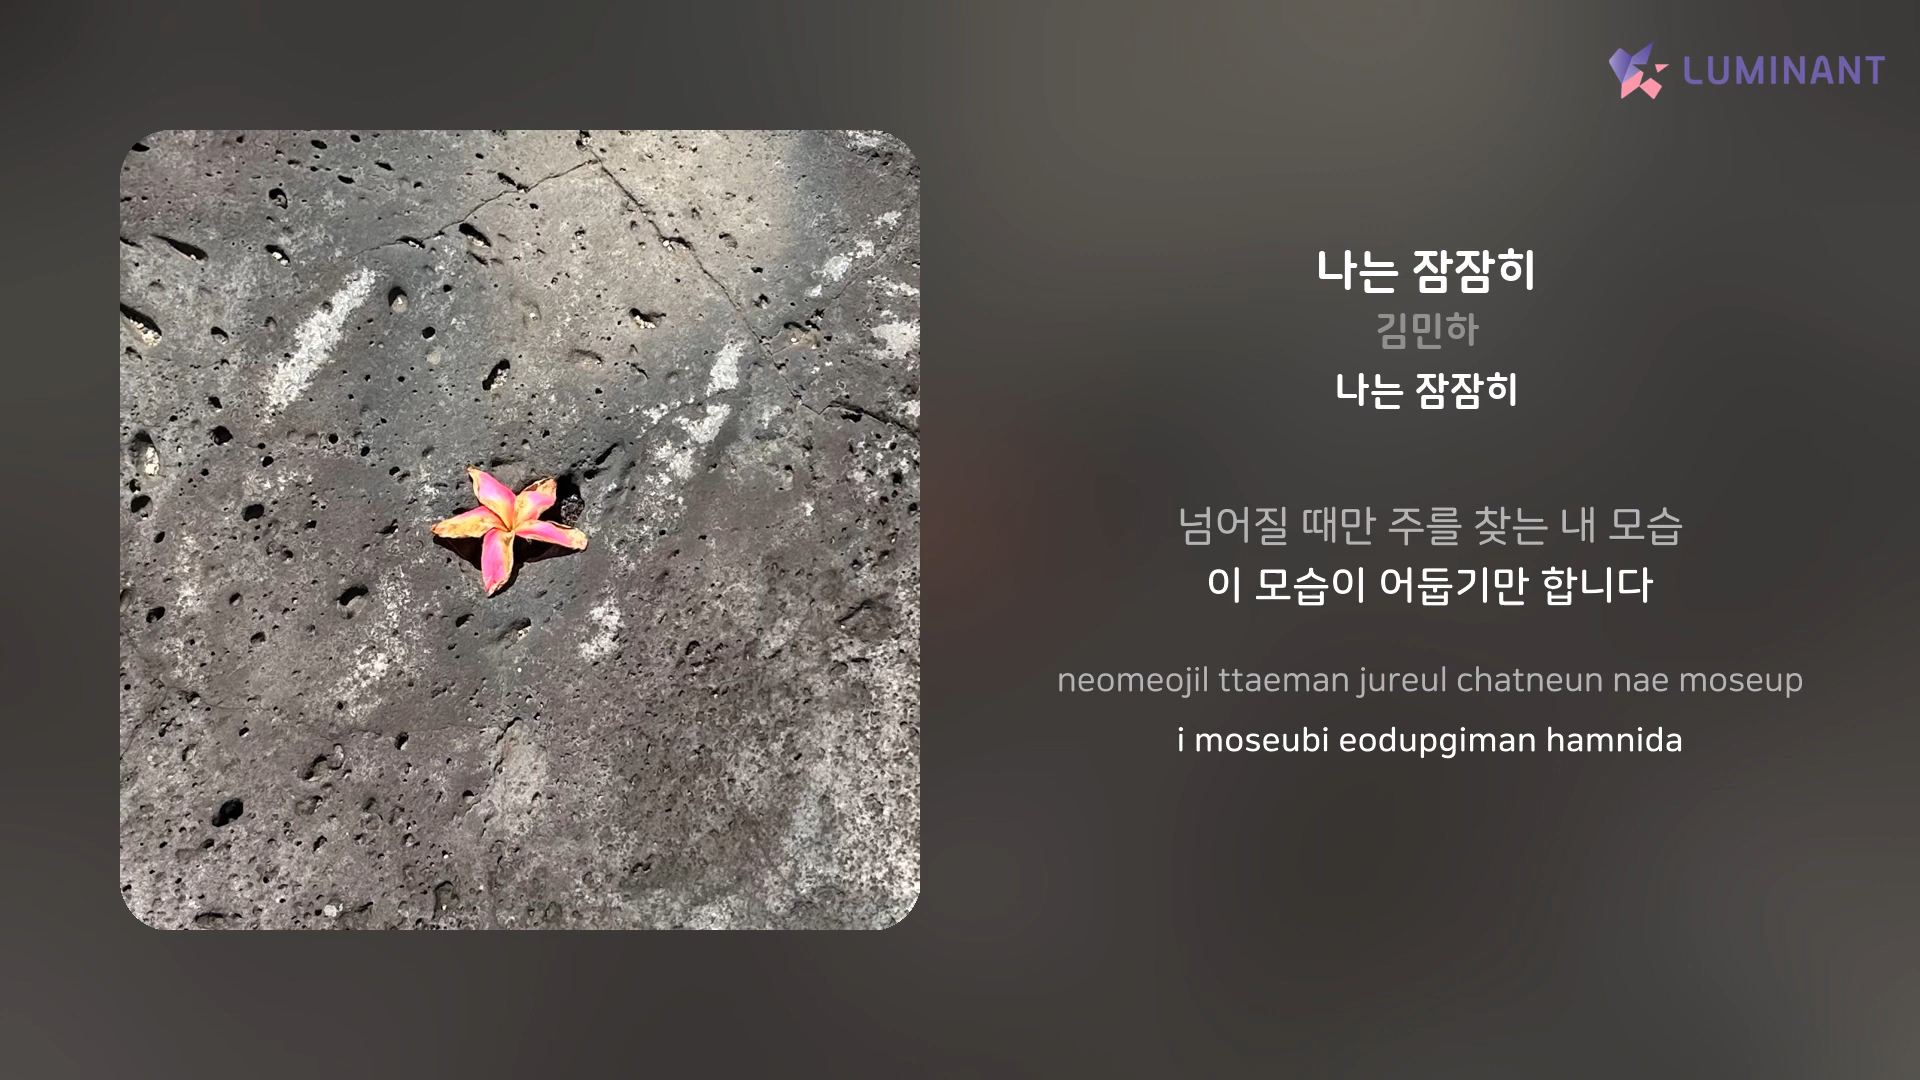 LUMINANT
나는 잠잠히
김민하
나는 잠잠히
넘어질 때만 주를 찾는 내 모습
이 모습이 어둡기만 합니다
neomeojil ttaeman jureul chatneun nae moseup
i moseubi eodupgiman hamnida